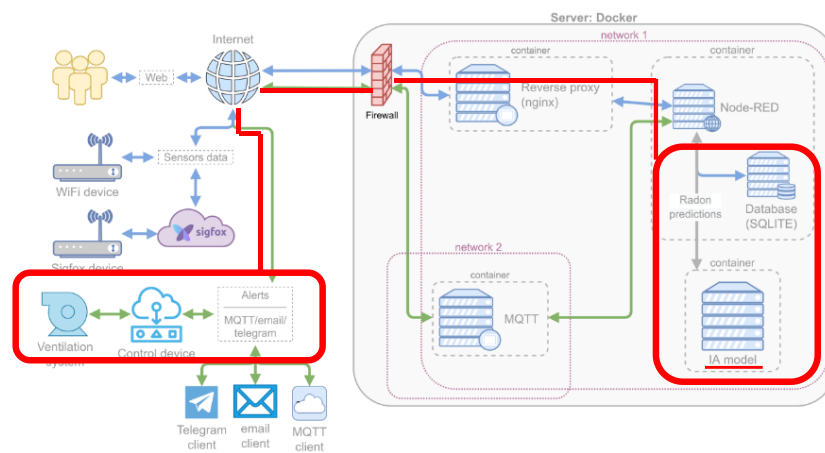 Server: Docker
Internet
network 1
container
container
Web
Reverse proxy
(nginx)
Node-RED
Firewall
Sensors data
WiFi device
Radon
predictions
Database
(SQLITE)
sigfox
Sigfox device
network 2
container
container
Alerts
MQTT/email/
telegram
MQTT
Ventilation
system
Control device
IA model
Telegram
client
email
client
MQTT
client